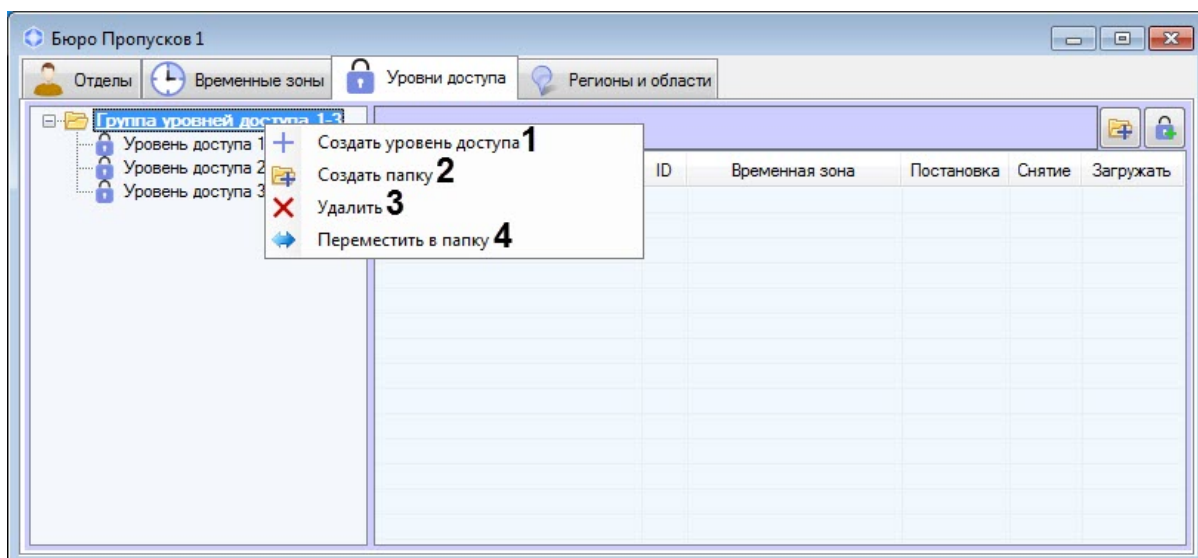 Бюро Пропусков 1
Отделы Временные зоны Уровни доступа Регионы и области
Группа уровней доступа 1-3
Уровень доступа 1
Уровень доступа 2
Уровень доступа 3
Создать уровень доступа 1
Создать папку 2
Удалить 3
Переместить в папку 4
ID Временная зона Постановка Снятие Загружать